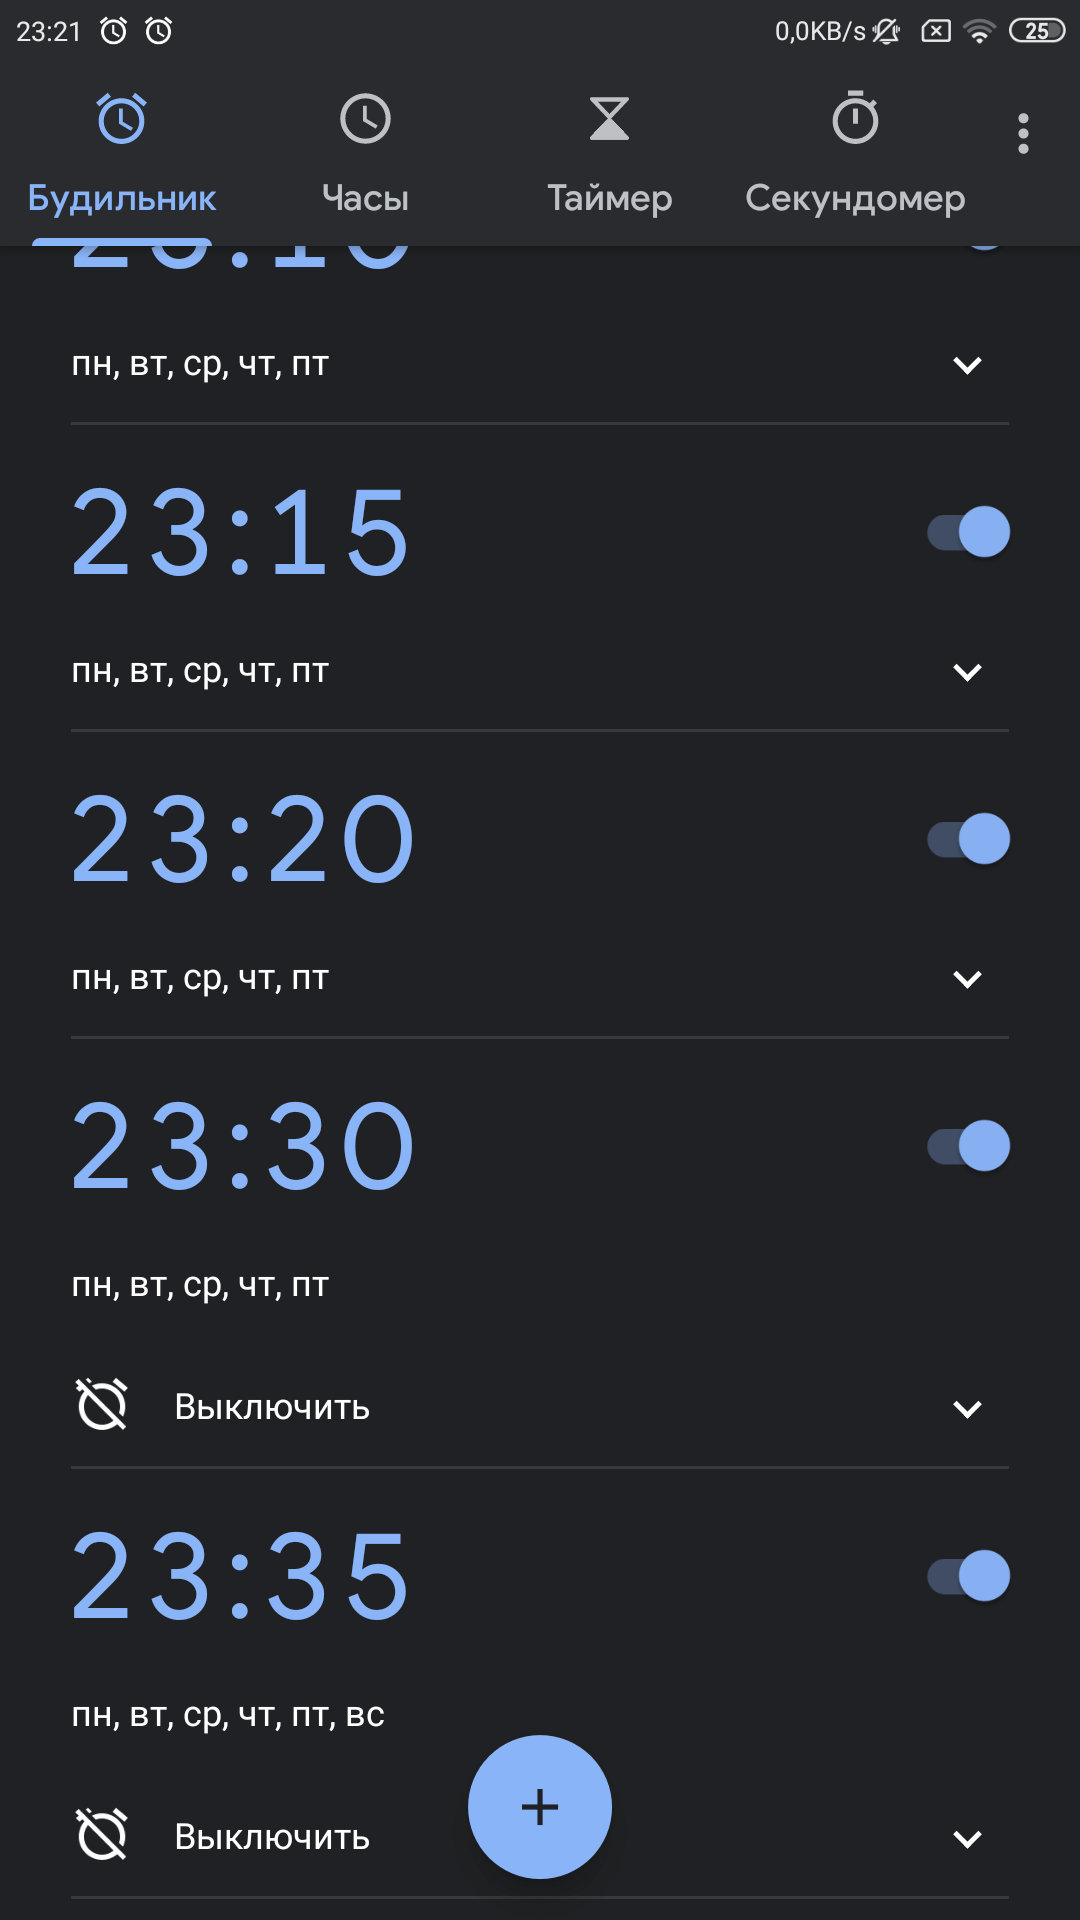 23:21 0,0KB/s 25
Будильник Часы Таймер Секундомер
пн, вт, ср, чт, пт
23:15
пн, вт, ср, чт, пт
23:20
пн, вт, ср, чт, пт
23:30
пн, вт, ср, чт, пт
Выключить
23:35
пн, вт, ср, чт, пт, вс
Выключить